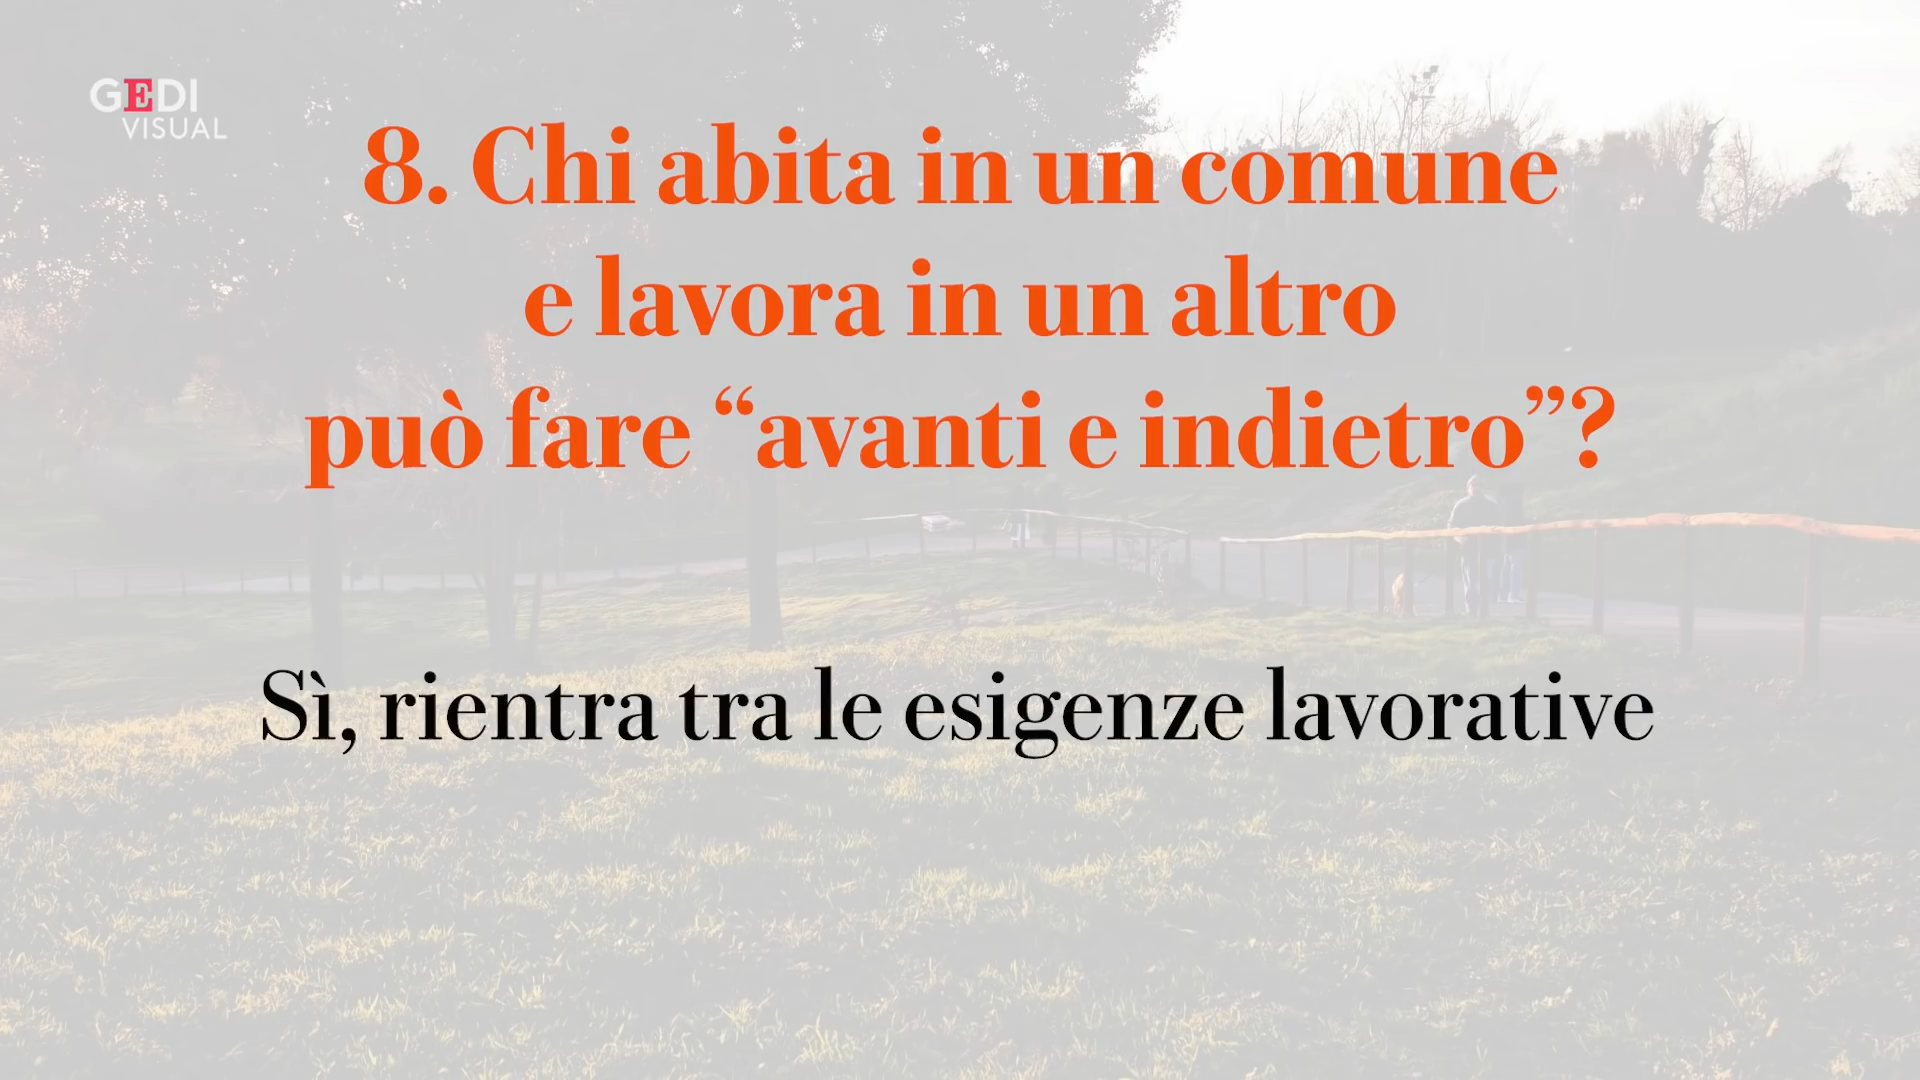 GEDI
VISUAL
8. Chi abita in un comune
e lavora in un altro
può fare “avanti e indietro”?
Sì, rientra tra le esigenze lavorative